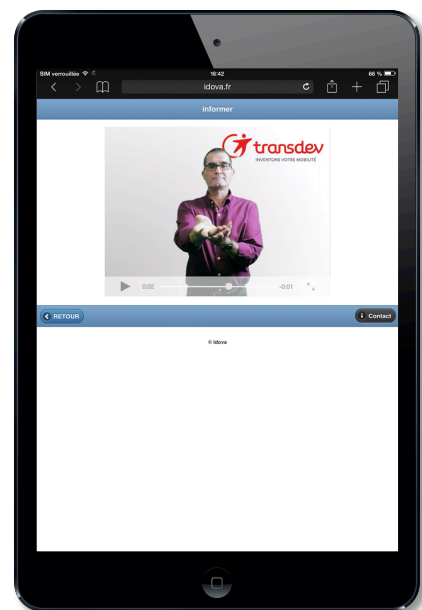 SIM verrouillée 16:42 66 %
idova.fr
informer
transdev
INVENTONS VOTRE MOBILITÉ
0:02 -0:01
RETOUR i Contact
© Idova